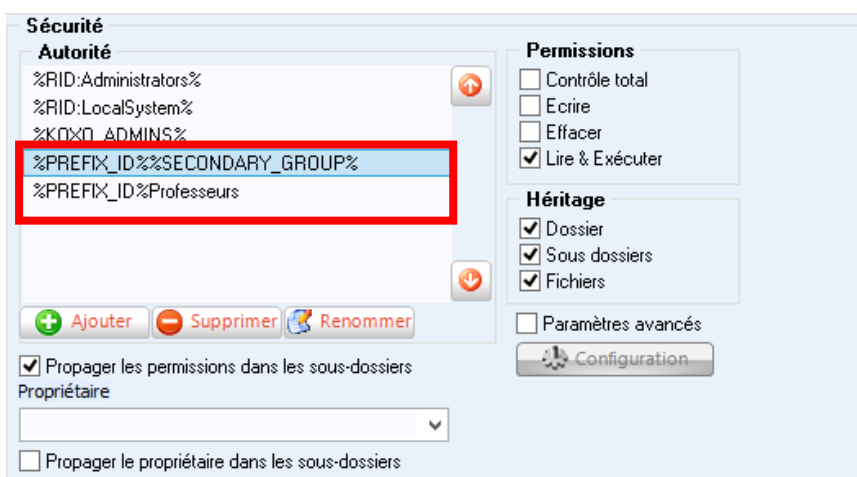 Sécurité
Autorité
%RID:Administrators%
%RID:LocalSystem%
%KOXO_ADMINS%
%PREFIX_ID%%SECONDARY_GROUP%
%PREFIX_ID%Professeurs
Ajouter
Supprimer
Renommer
Propager les permissions dans les sous-dossiers
Propriétaire
Propager le propriétaire dans les sous-dossiers
Permissions
Contrôle total
Ecrire
Effacer
Lire & Exécuter
Héritage
Dossier
Sous dossiers
Fichiers
Paramètres avancés
Configuration